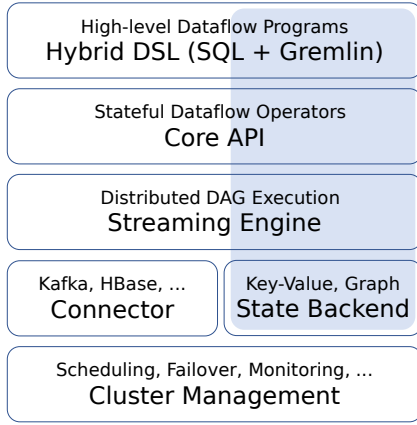 High-level Dataflow Programs
Hybrid DSL (SQL + Gremlin)
Stateful Dataflow Operators
Core API
Distributed DAG Execution
Streaming Engine
Kafka, HBase, ...
Connector
Key-Value, Graph
State Backend
Scheduling, Failover, Monitoring, ...
Cluster Management